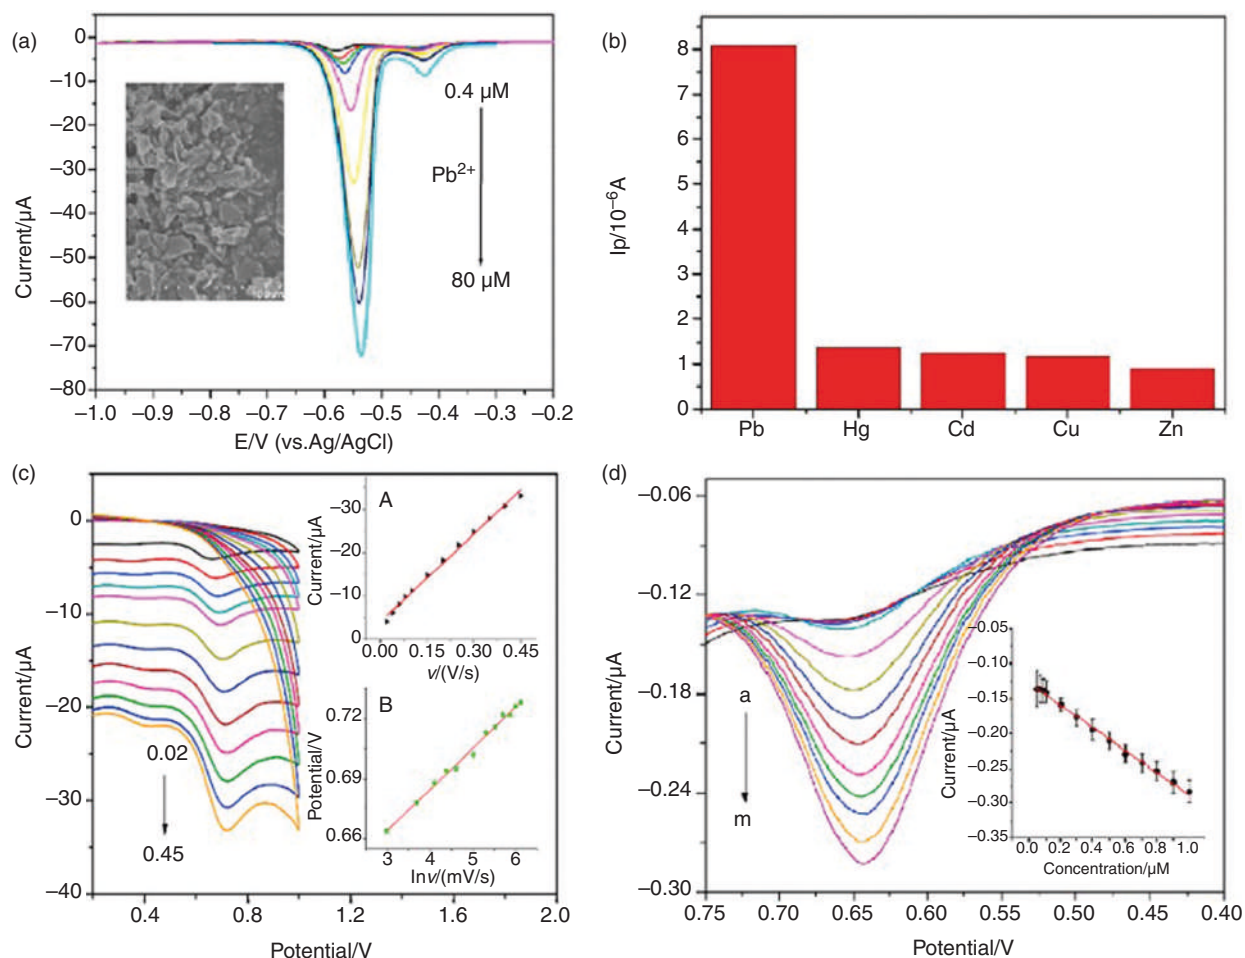 (a)
0
–10
–20
–30
–40
–50
–60
–70
–80
Current/µA
0.4 µM
Pb2+
80 µM
–1.0 –0.9 –0.8 –0.7 –0.6 –0.5 –0.4 –0.3 –0.2
E/V (vs.Ag/AgCl)
(b)
8
7
6
5
4
3
2
1
0
Ip/10–6A
Pb Hg Cd Cu Zn
(c)
0
–10
–20
–30
–40
Current/µA
0.02
0.45
0.4 0.8 1.2 1.6 2.0
Potential/V
A
–30
–20
–10
0
Current/µA
0.00 0.1 0.30 0.45
v/(V/s)
B
0.72
0.69
0.66
Potential/V
3 4 5 6
lnv/(mV/s)
(d)
–0.06
–0.12
–0.18
–0.24
–0.30
Current/µA
a
m
0.75 0.70 0.65 0.60 0.55 0.50 0.45 0.40
Potential/V
–0.05
–0.10
–0.15
–0.20
–0.25
–0.30
–0.35
Current/µA
0.0 0.2 0.4 0.6 0.8 1.0
Concentration/µM